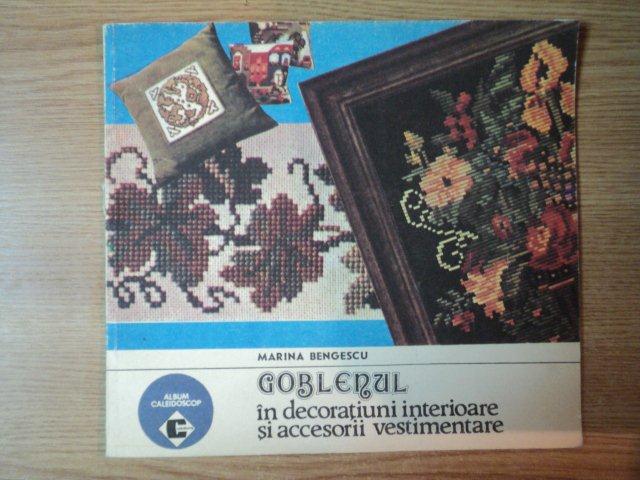 MARINA BENGESCU
GOBLENUL
în decorațiuni interioare
și accesorii vestimentare
ALBUM
CALEIDOSCOP